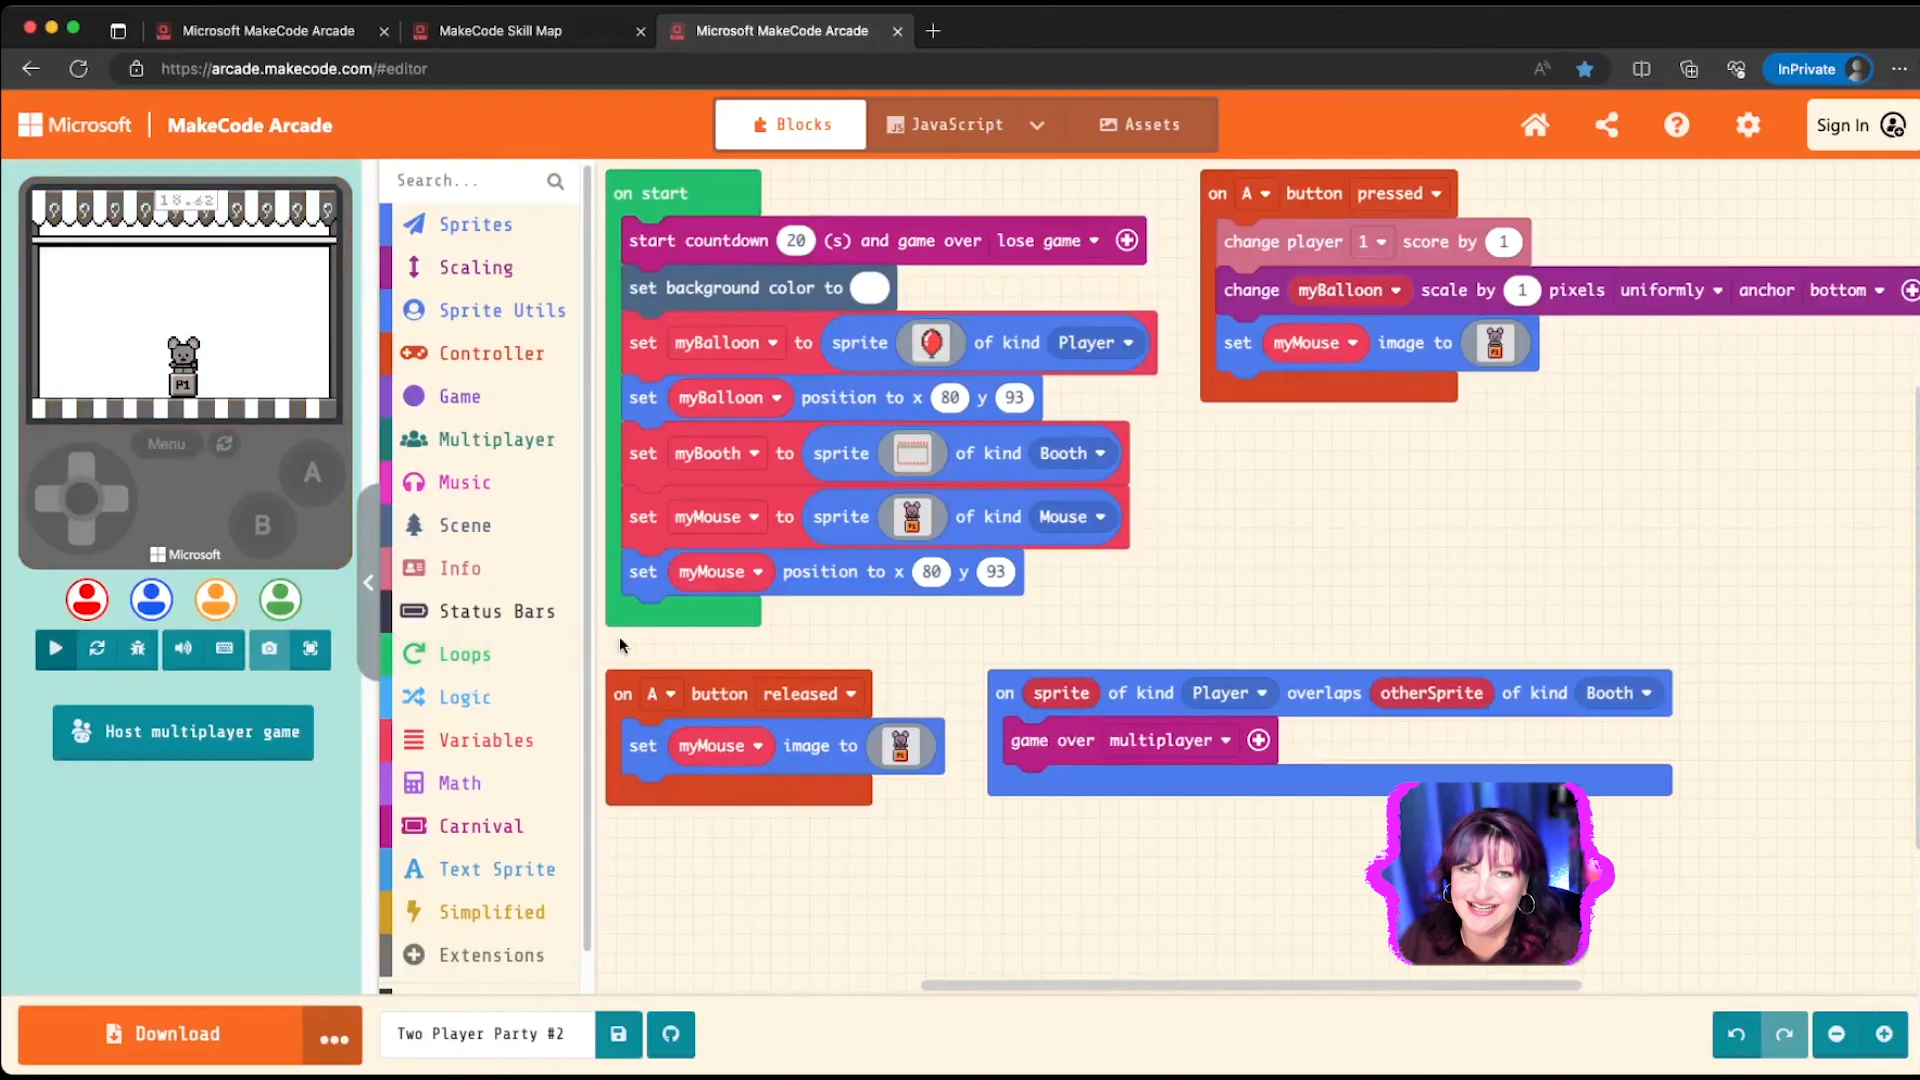 Microsoft MakeCode Arcade
MakeCode Skill Map
Microsoft MakeCode Arcade
https://arcade.makecode.com/#editor
InPrivate
Microsoft
MakeCode Arcade
Blocks
JavaScript
Assets
Sign In
18.62
P1
Menu
A
B
Microsoft
Host multiplayer game
Search...
Sprites
Scaling
Sprite Utils
Controller
Game
Multiplayer
Music
Scene
Info
Status Bars
Loops
Logic
Variables
Math
Carnival
Text Sprite
Simplified
Extensions
on start
start countdown 20 (s) and game over lose game
set background color to
set myBalloon to sprite of kind Player
set myBalloon position to x 80 y 93
set myBooth to sprite of kind Booth
set myMouse to sprite P1 of kind Mouse
set myMouse position to x 80 y 93
on A button pressed
change player 1 score by 1
change myBalloon scale by 1 pixels uniformly anchor bottom
set myMouse image to P1
on A button released
set myMouse image to P1
on sprite of kind Player overlaps otherSprite of kind Booth
game over multiplayer
Download
Two Player Party #2